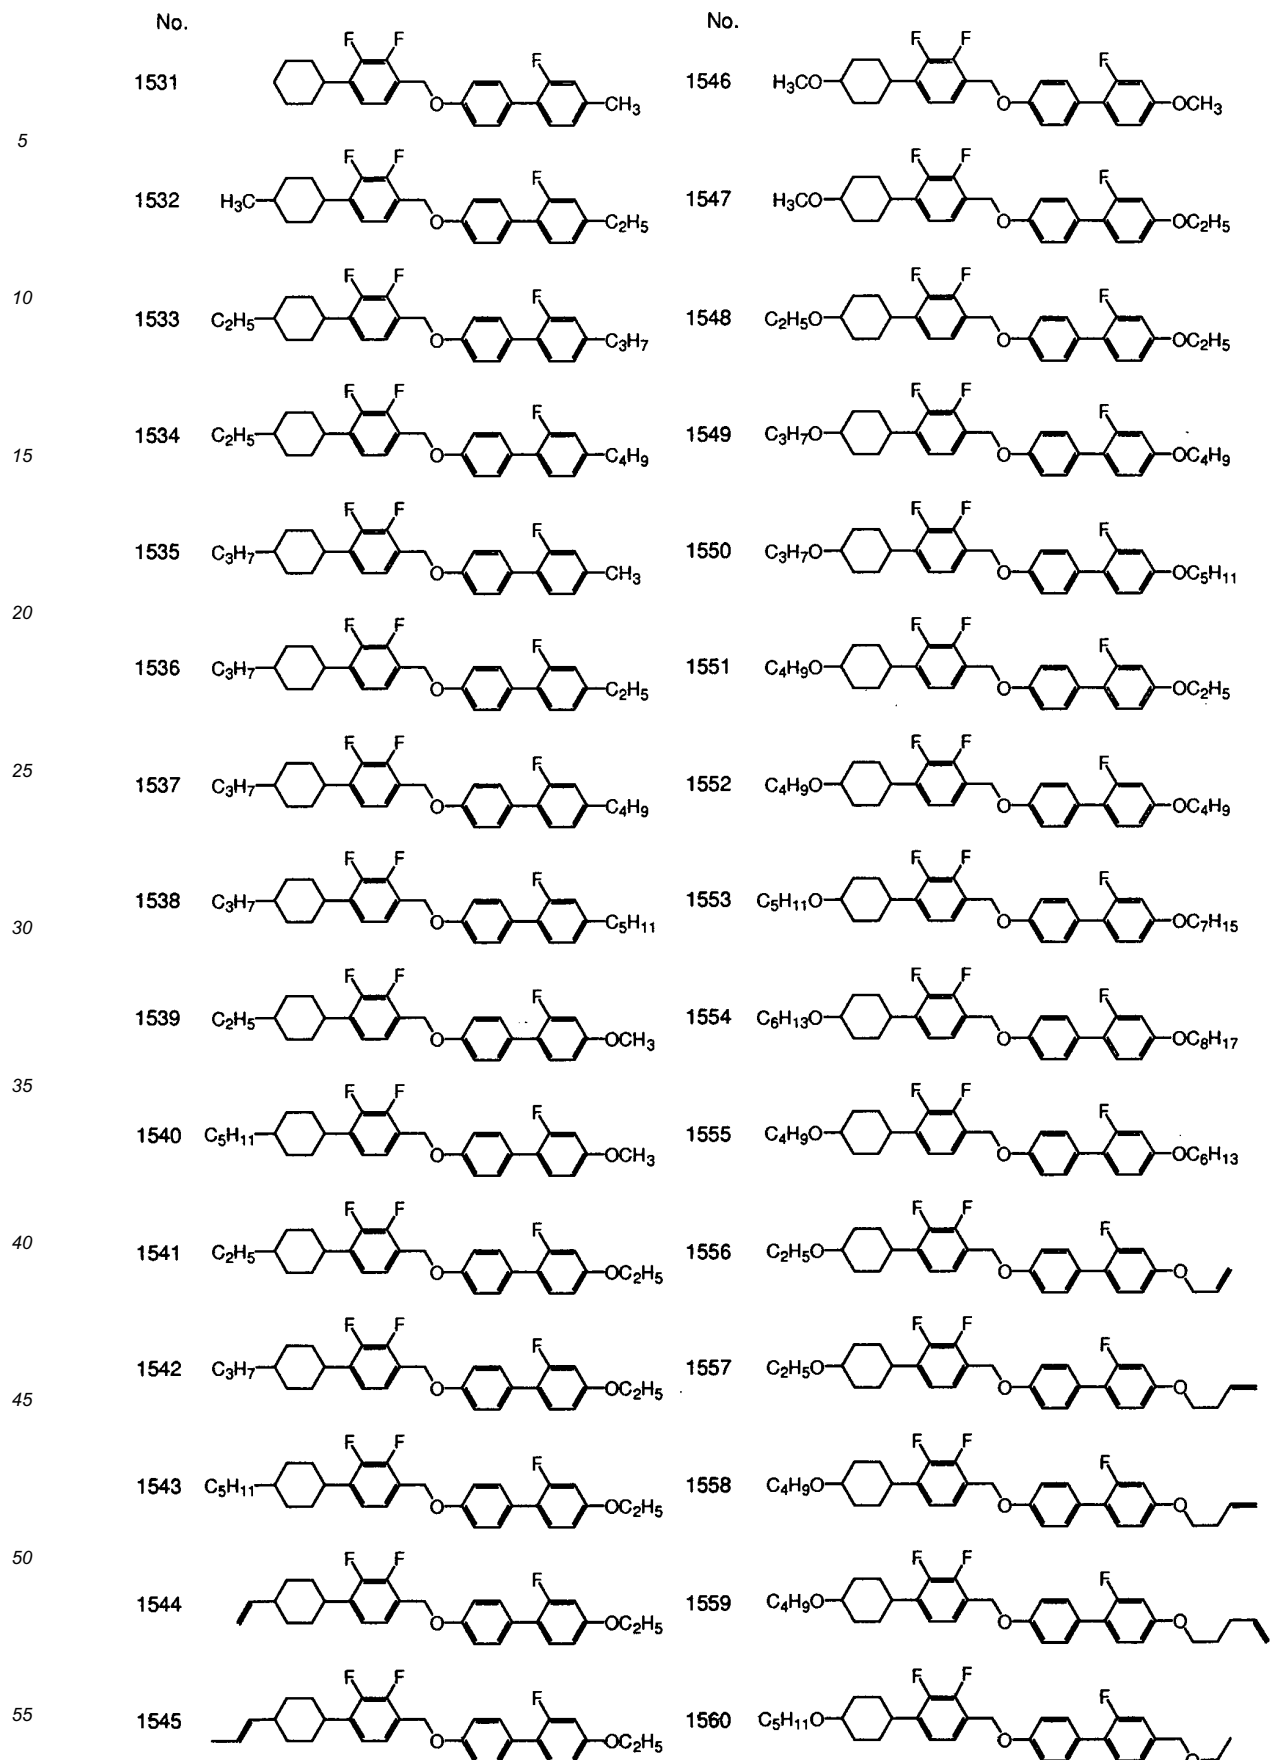 No. No.
F F F F F F
1531 O CH3 1546 H3CO O OCH3
5
F F F F F F
1532 H3C O C2H5 1547 H3CO O OC2H5
F F F F F F
10
1533 C2H5 O C3H7 1548 C2H5O O OC2H5
F F F F F F
1534 C2H5 O C4H9 1549 C3H7O O OC4H9
15
F F F F F F
1535 C3H7 O CH3 1550 C3H7O O OC5H11
20
F F F F F F
1536 C3H7 O C2H5 1551 C4H9O O OC2H5
F F F F F F
25
1537 C3H7 O C4H9 1552 C4H9O O OC4H9
F F F F F F
1538 C3H7 O C5H11 1553 C5H11O O OC7H15
30
F F F F F F
1539 C2H5 O OCH3 1554 C6H13O O OC8H17
35
F F F F F F
1540 C5H11 O OCH3 1555 C4H9O O OC6H13
F F F F F F
40
1541 C2H5 O OC2H5 1556 C2H5O O O
F F F F F F
1542 C3H7 O OC2H5 1557 C2H5O O O
45
F F F F F F
1543 C5H11 O OC2H5 1558 C4H9O O O
50
F F F F F F
1544 O OC2H5 1559 C4H9O O O
F F F F F F
55
1545 O OC2H5 1560 C5H11O O O